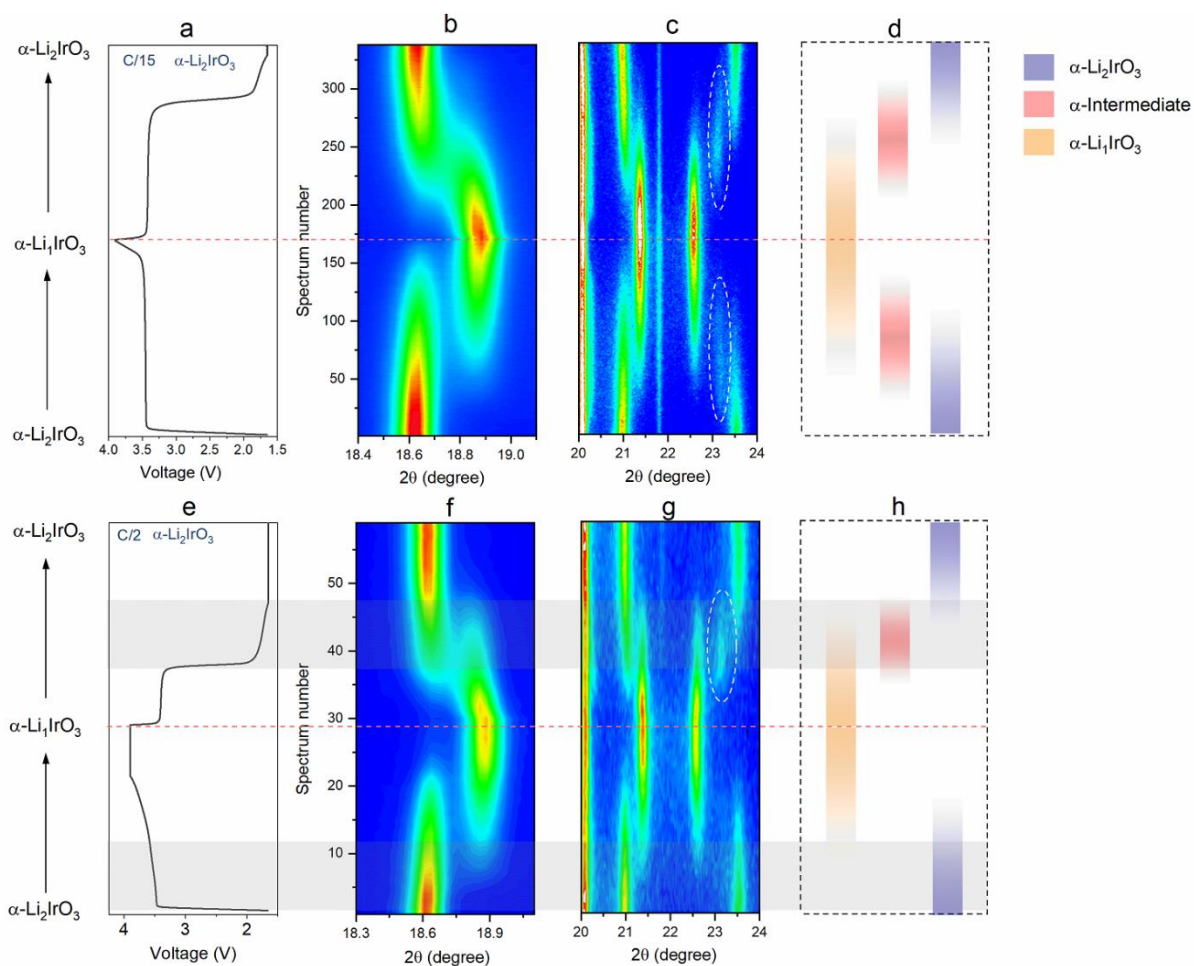 a
b
c
d
α-Li₂IrO₃
C/15 α-Li₂IrO₃
α-Li₁IrO₃
α-Li₂IrO₃
4.0 3.5 3.0 2.5 2.0 1.5
Voltage (V)
Spectrum number
300
250
200
150
100
50
18.4 18.6 18.8 19.0
2θ (degree)
20 21 22 23 24
2θ (degree)
α-Li₂IrO₃
α-Intermediate
α-Li₁IrO₃
e
f
g
h
α-Li₂IrO₃
C/2 α-Li₂IrO₃
α-Li₁IrO₃
α-Li₂IrO₃
4 3 2
Voltage (V)
Spectrum number
50
40
30
20
10
18.3 18.6 18.9
2θ (degree)
20 21 22 23 24
2θ (degree)